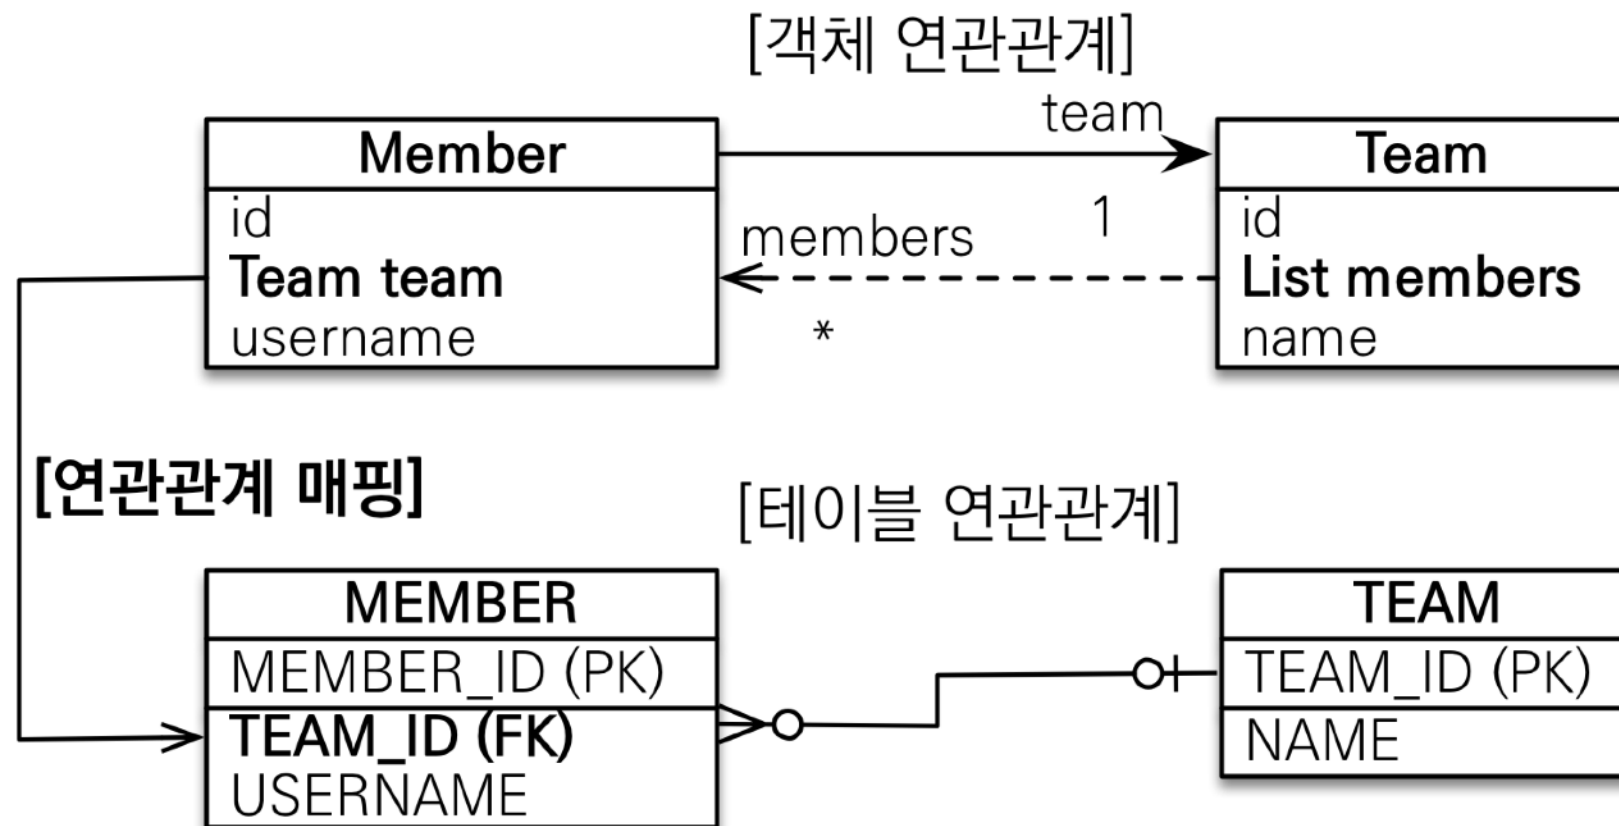 [객체 연관관계]
team
Member
Team
id
Team team
username
members
1
*
id
List members
name
[연관관계 매핑]
[테이블 연관관계]
MEMBER
MEMBER_ID (PK)
TEAM_ID (FK)
USERNAME
TEAM
TEAM_ID (PK)
NAME